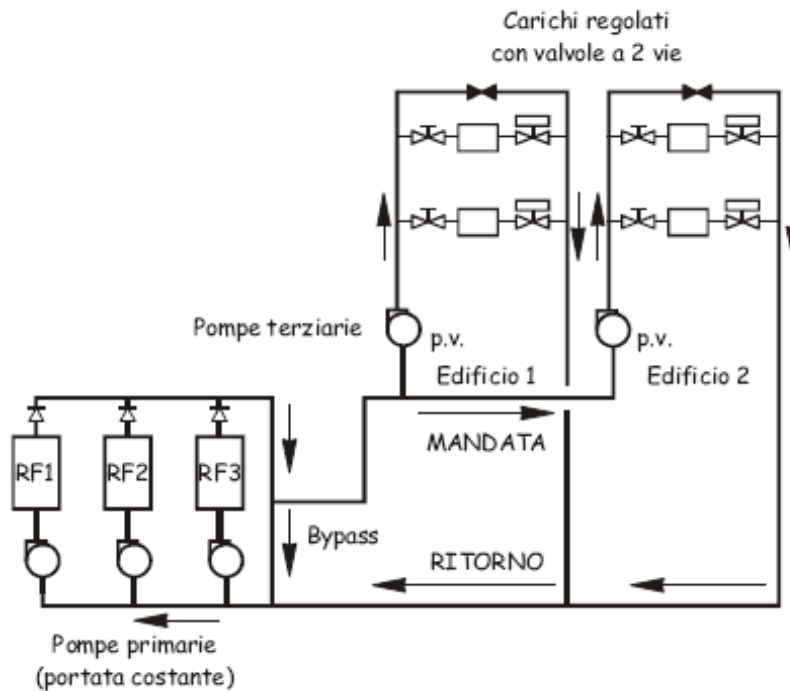 Carichi regolati
con valvole a 2 vie
Pompe terziarie
p.v.
p.v.
Edificio 1
Edificio 2
MANDATA
RF1
RF2
RF3
Bypass
RITORNO
Pompe primarie
(portata costante)